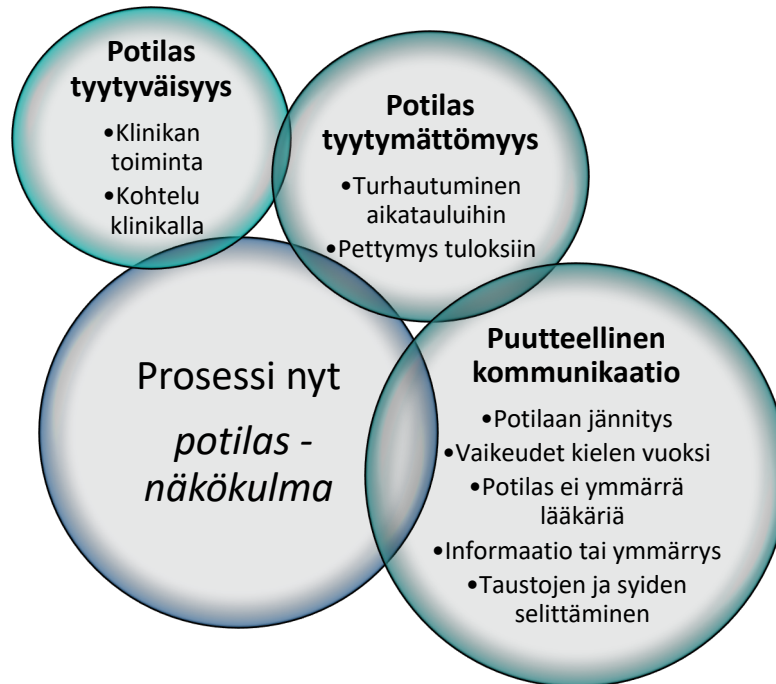 Potilas
tyytyväisyys
•Klinikan
toiminta
•Kohtelu
klinikalla
Potilas
tyytymättömyys
•Turhautuminen
aikatauluihin
•Pettymys tuloksiin
Prosessi nyt
potilas -
näkökulma
Puutteellinen
kommunikaatio
•Potilaan jännitys
•Vaikeudet kielen vuoksi
•Potilas ei ymmärrä
lääkäriä
•Informaatio tai ymmärrys
•Taustojen ja syiden
selittäminen